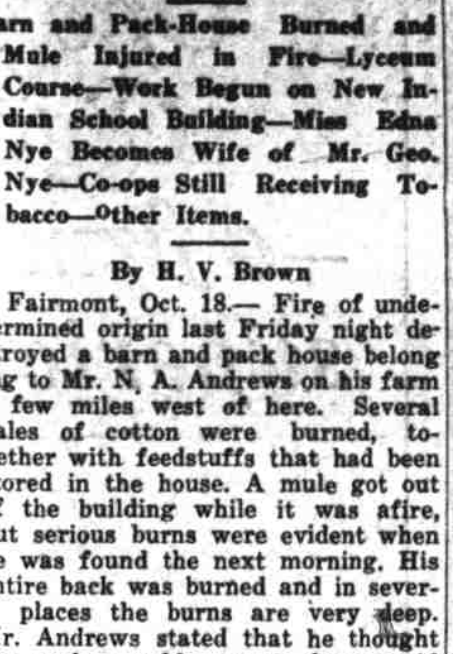 arn and Pack-House Burned and
Mule Injured in Fire—Lyceum
Course—Work Begun on New In-
dian School Building—Miss Edna
Nye Becomes Wife of Mr. Geo.
Nye—Co-ops Still Receiving To-
bacco—Other Items.
By H. V. Brown
Fairmont, Oct. 18.— Fire of unde-
ermined origin last Friday night de-
troyed a barn and pack house belong
g to Mr. N. A. Andrews on his farm
few miles west of here. Several
ales of cotton were burned, to-
ether with feedstuffs that had been
tored in the house. A mule got out
f the building while it was afire,
ut serious burns were evident when
e was found the next morning. His
ntire back was burned and in sever-
places the burns are very deep.
r. Andrews stated that he thought